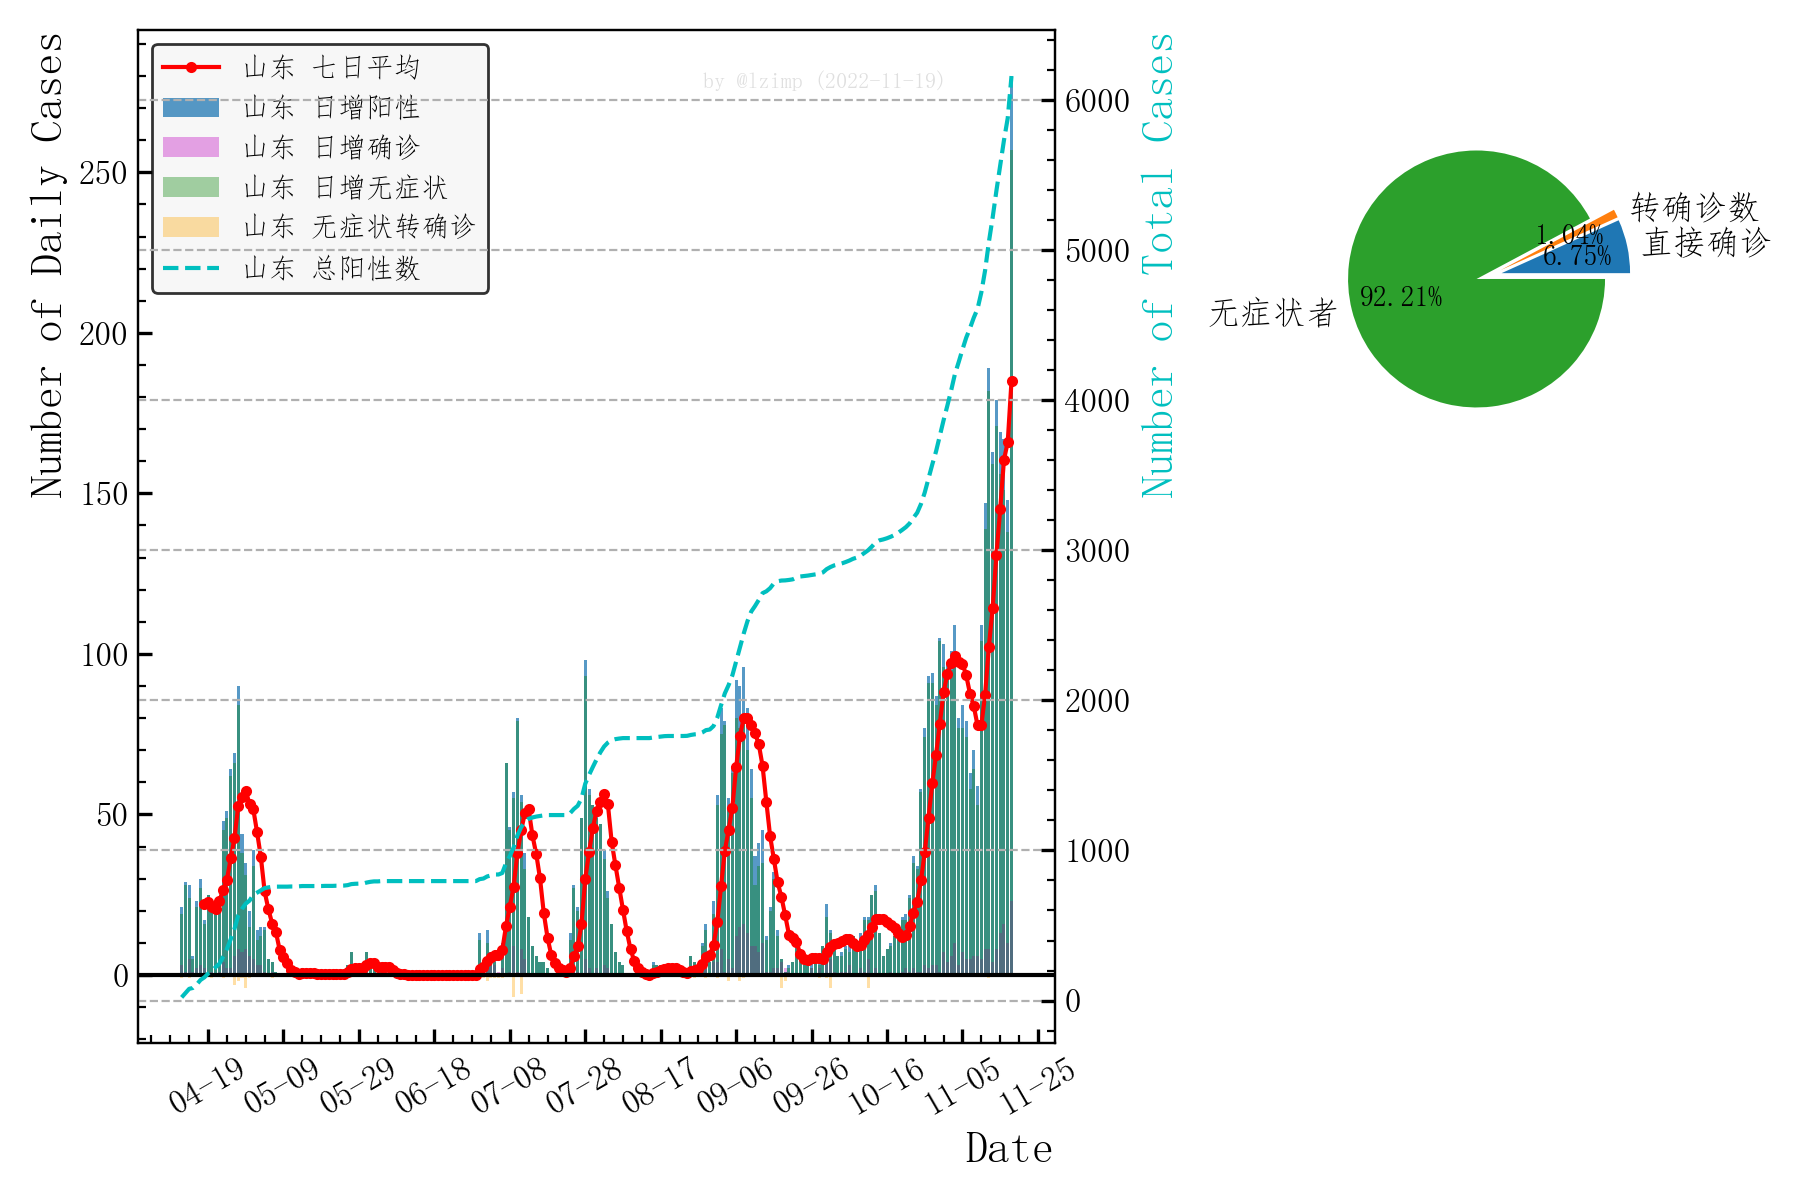 by @lzimp (2022-11-19)
山东 七日平均
山东 日增阳性
山东 日增确诊
山东 日增无症状
山东 无症状转确诊
山东 总阳性数
Number of Daily Cases
250
200
150
100
50
0
Number of Total Cases
6000
5000
4000
3000
2000
1000
0
04-19
05-09
05-29
06-18
07-08
07-28
08-17
09-06
09-26
10-16
11-05
11-25
Date
转确诊数
1.04%
直接确诊
6.75%
无症状者
92.21%